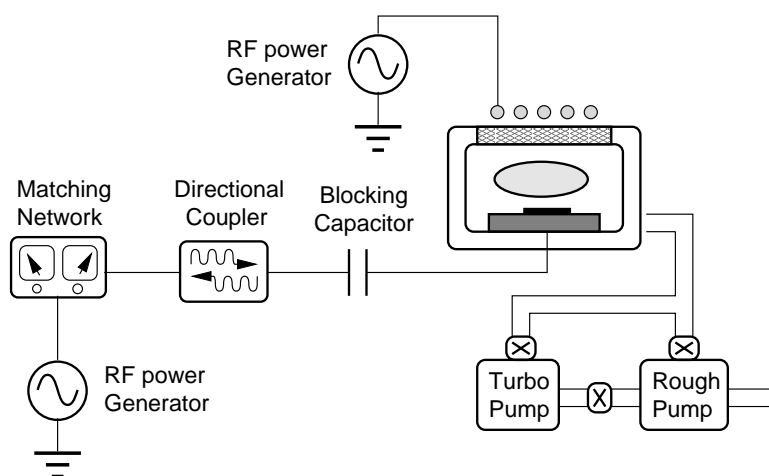 RF power
Generator
Matching
Network
Directional
Coupler
Blocking
Capacitor
RF power
Generator
Turbo
Pump
Rough
Pump